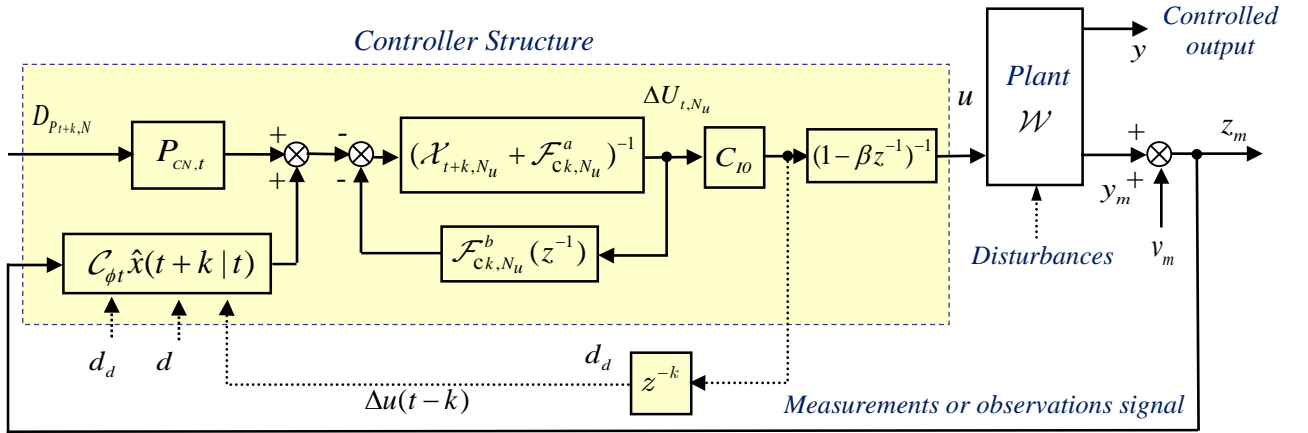 Controller Structure
Controlled
output
y
D_{P_{t+k},N}
P_{CN,t}
+
+
-
-
(𝒳_{t+k,N_u} + ℱ^a_{ck,N_u})^{-1}
ΔU_{t,N_u}
C_{I0}
(1 − βz^{-1})^{-1}
u
Plant
𝒲
+
z_m
y_m
+
v_m
𝒞_{ϕt} x̂(t + k | t)
ℱ^b_{ck,N_u}(z^{-1})
Disturbances
d_d
d
d_d
z^{-k}
Δu(t − k)
Measurements or observations signal